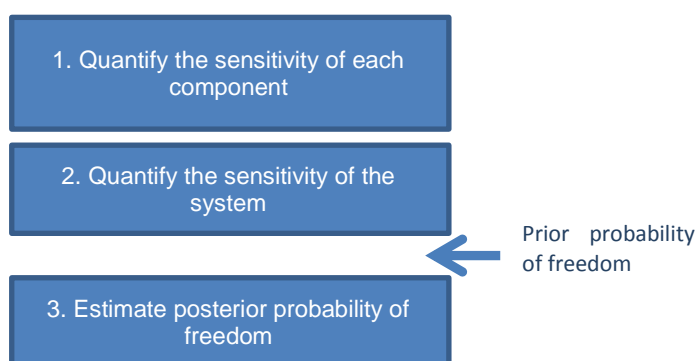 1. Quantify the sensitivity of each
component
2. Quantify the sensitivity of the
system
Prior probability
of freedom
3. Estimate posterior probability of
freedom